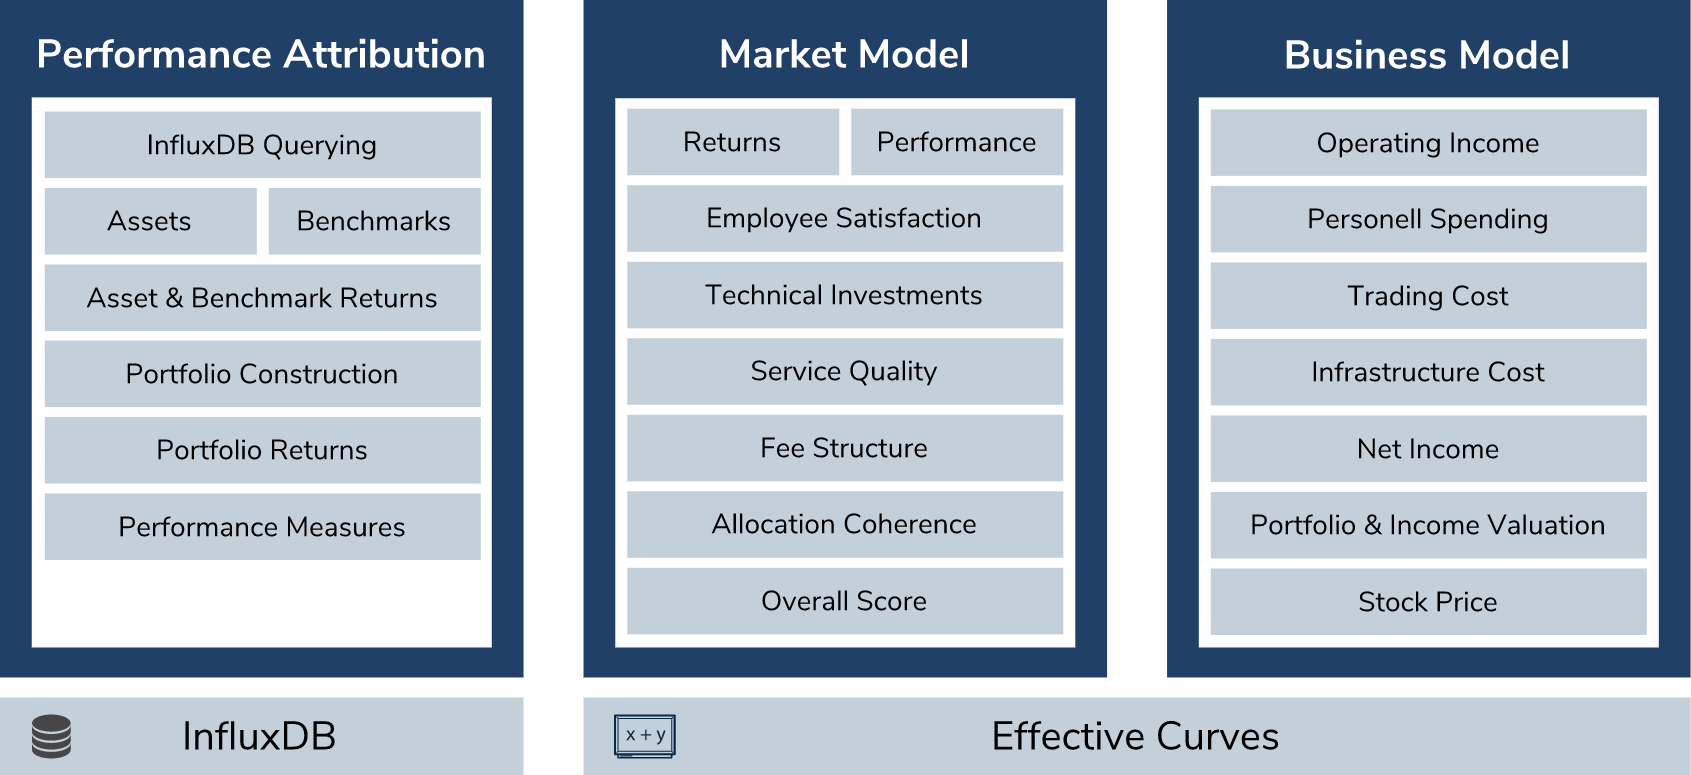 Performance Attribution
InfluxDB Querying
Assets
Benchmarks
Asset & Benchmark Returns
Portfolio Construction
Portfolio Returns
Performance Measures
InfluxDB
Market Model
Returns
Performance
Employee Satisfaction
Technical Investments
Service Quality
Fee Structure
Allocation Coherence
Overall Score
Business Model
Operating Income
Personell Spending
Trading Cost
Infrastructure Cost
Net Income
Portfolio & Income Valuation
Stock Price
x + y
Effective Curves